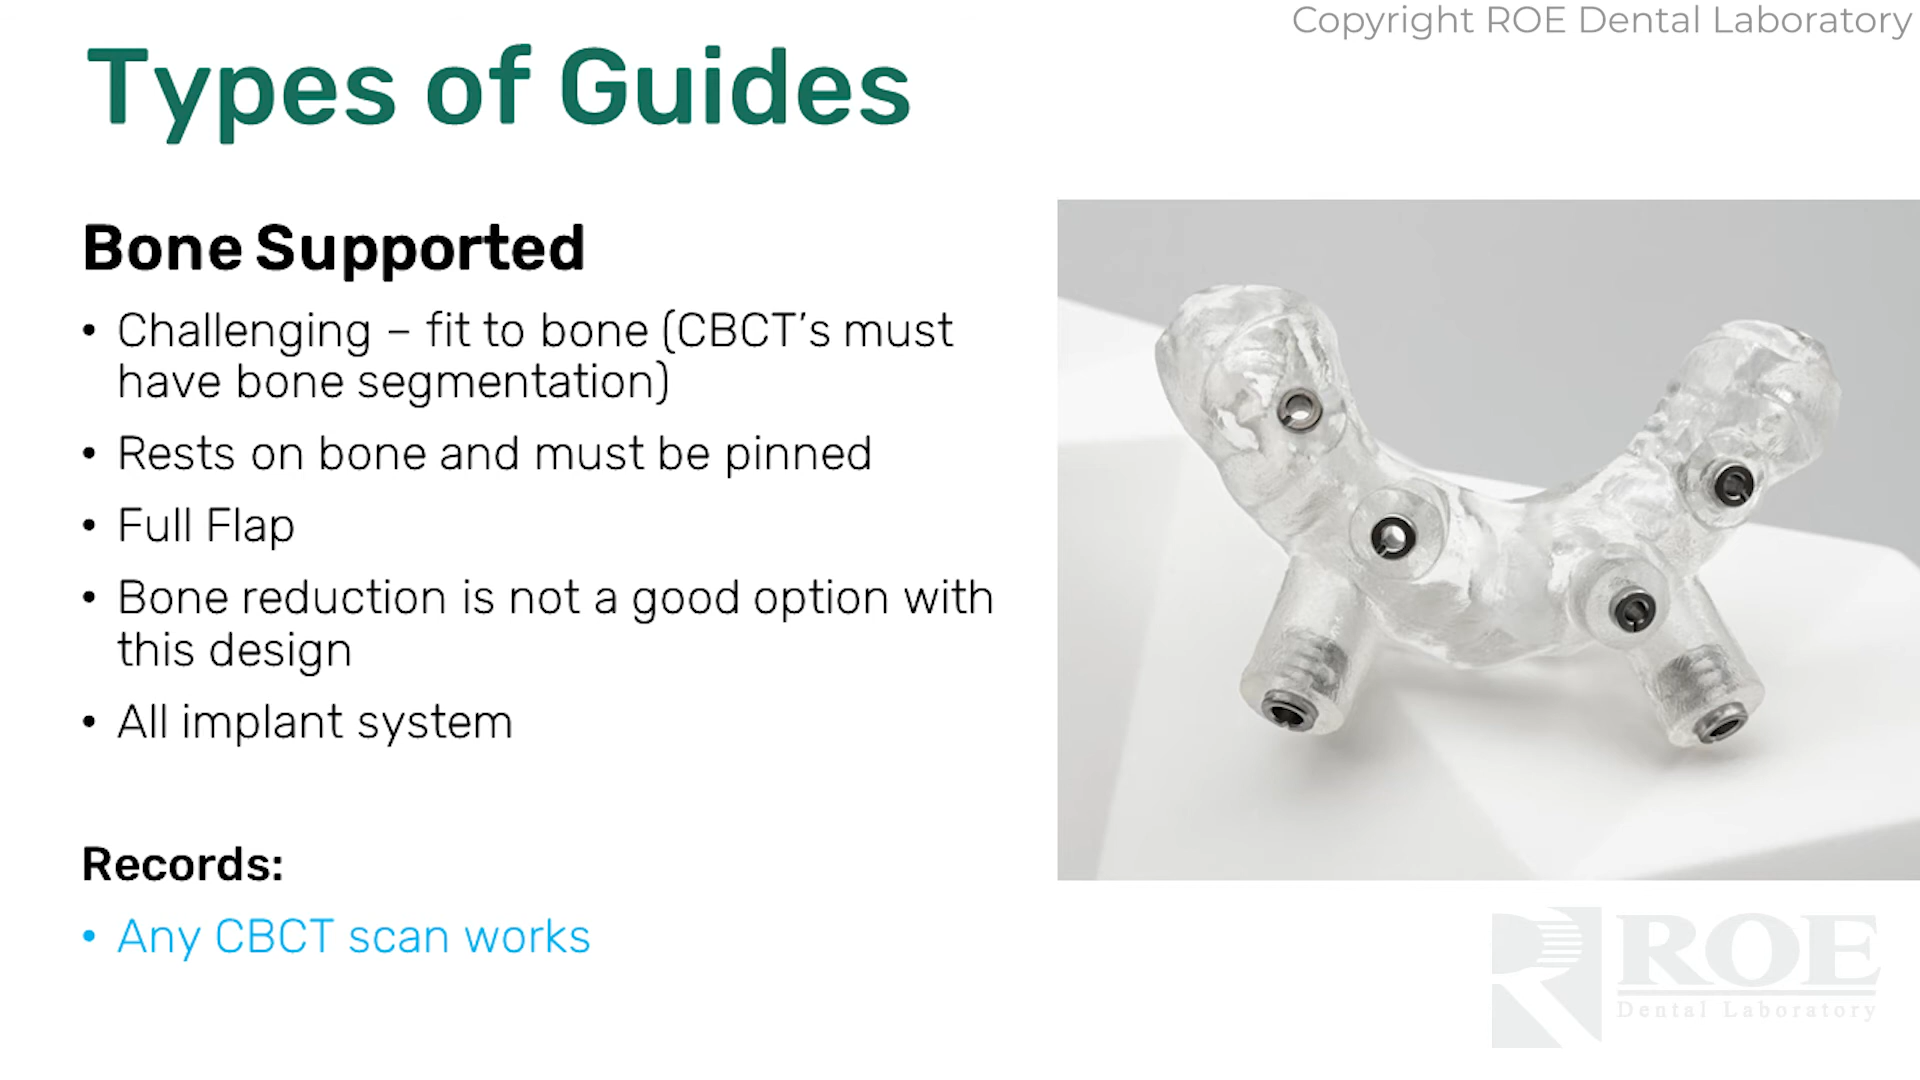 Copyright ROE Dental Laboratory
Types of Guides
Bone Supported
• Challenging – fit to bone (CBCT's must
have bone segmentation)
• Rests on bone and must be pinned
• Full Flap
• Bone reduction is not a good option with
this design
• All implant system
Records:
• Any CBCT scan works
ROE
Dental Laboratory